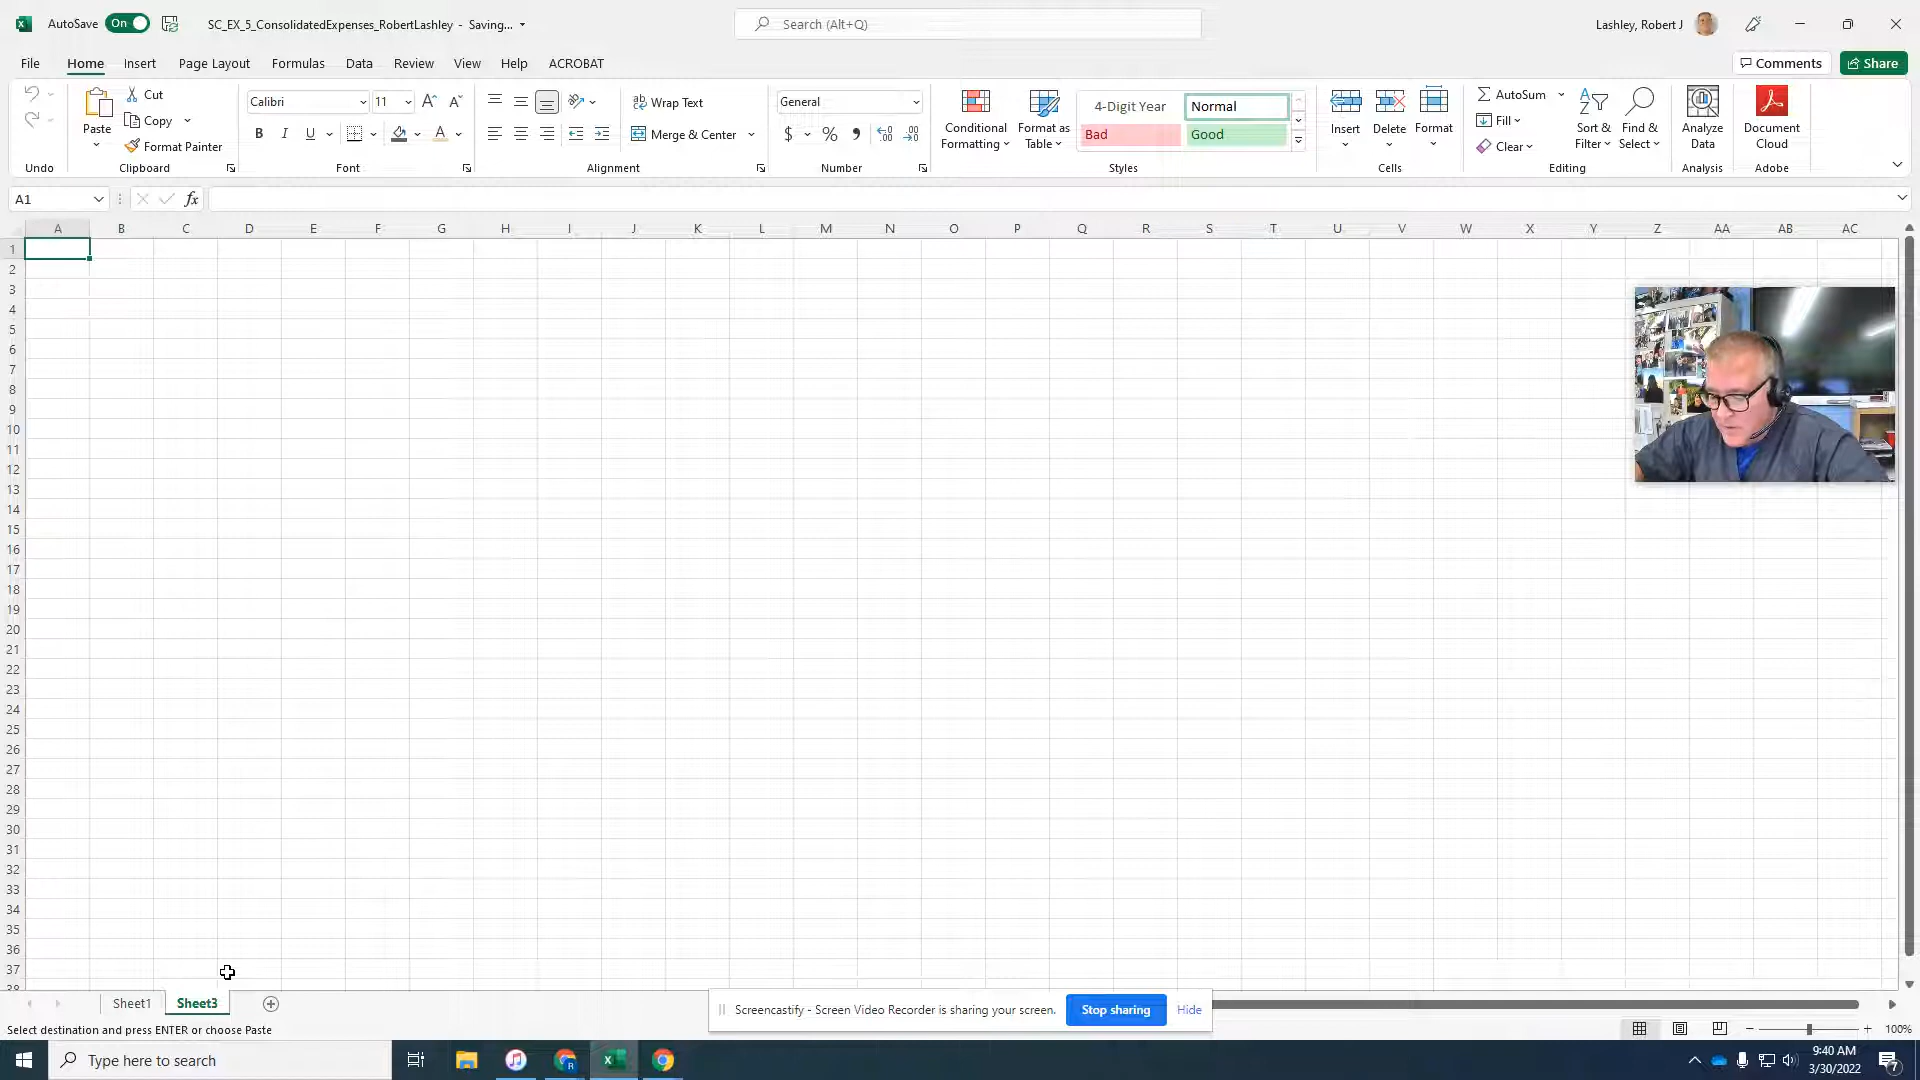 AutoSave On SC_EX_5_ConsolidatedExpenses_RobertLashley - Saving... Search (Alt+Q) Lashley, Robert J
File Home Insert Page Layout Formulas Data Review View Help ACROBAT Comments Share
Cut
Copy
Format Painter
Paste
Calibri 11
B I U A
Wrap Text
Merge & Center
General
$ % 9
Conditional Formatting
Format as Table
4-Digit Year Normal
Bad Good
Insert Delete Format
AutoSum
Fill
Clear
Sort & Filter
Find & Select
Analyze Data
Document Cloud
Undo Clipboard Font Alignment Number Styles Cells Editing Analysis Adobe
A1 fx
A B C D E F G H I J K L M N O P Q R S T U V W X Y Z AA AB AC
1
2
3
4
5
6
7
8
9
10
11
12
13
14
15
16
17
18
19
20
21
22
23
24
25
26
27
28
29
30
31
32
33
34
35
36
37
38
Sheet1 Sheet3
Screencastify - Screen Video Recorder is sharing your screen. Stop sharing Hide
Select destination and press ENTER or choose Paste 100%
Type here to search
9:40 AM
3/30/2022
7